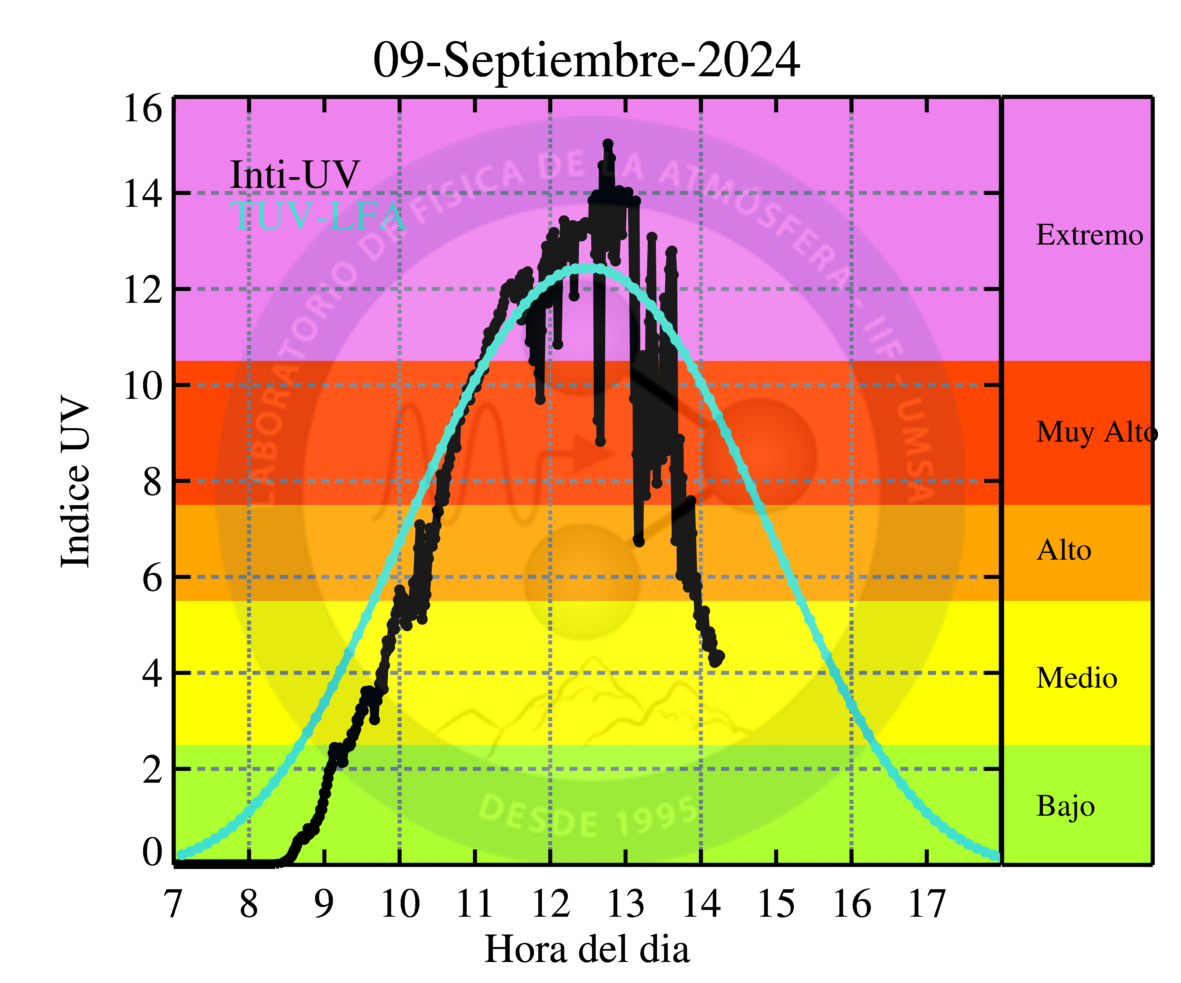 09-Septiembre-2024
16
14
12
10
8
6
4
2
0
Indice UV
Inti-UV
TUV-LFA
LABORATORIO DE FÍSICA DE LA ATMÓSFERA - IIF - UMSA
DESDE 1995
Extremo
Muy Alto
Alto
Medio
Bajo
7 8 9 10 11 12 13 14 15 16 17
Hora del dia